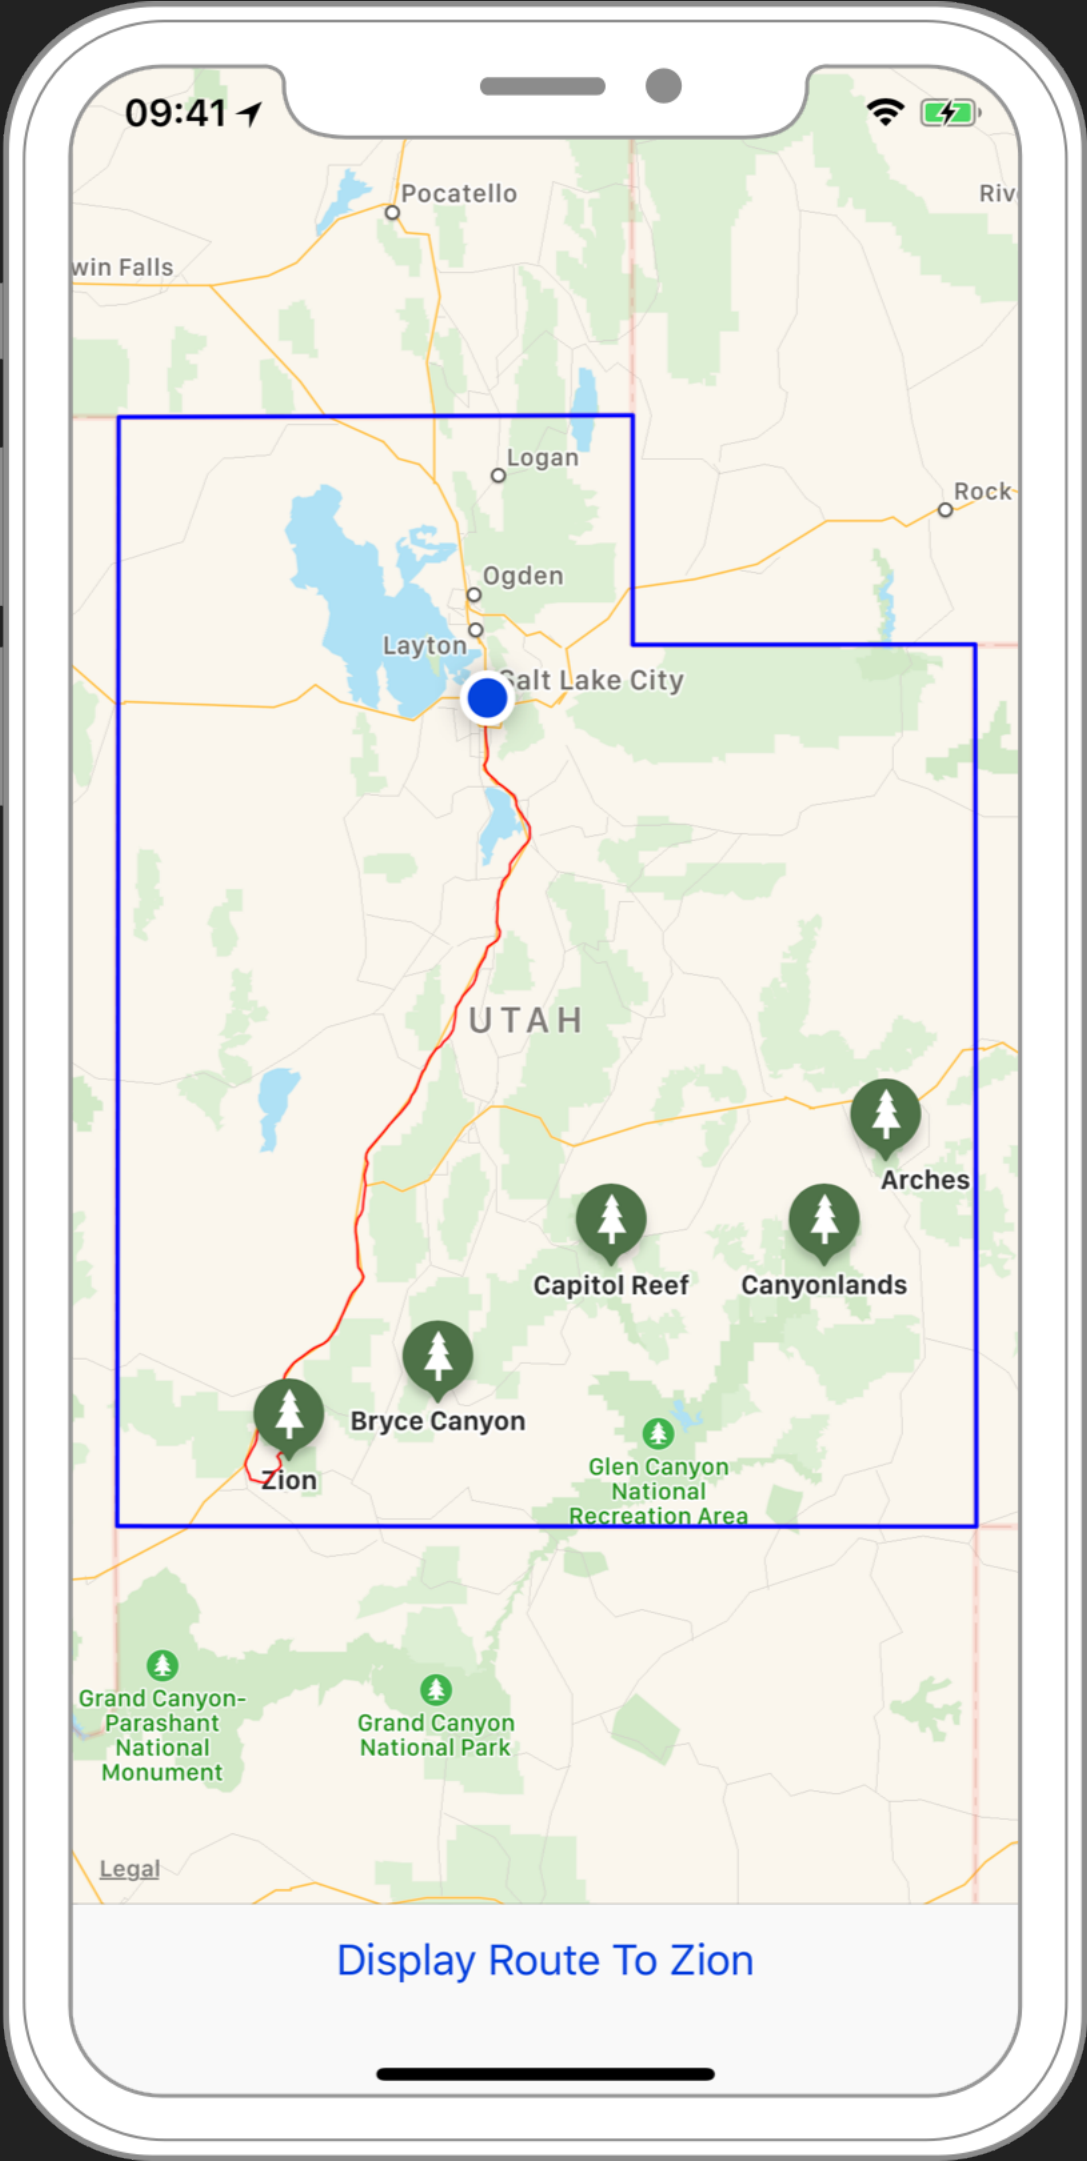 09:41
Pocatello
Riv
win Falls
Logan
Rock
Ogden
Layton
Salt Lake City
UTAH
Arches
Capitol Reef
Canyonlands
Bryce Canyon
Zion
Glen Canyon
National
Recreation Area
Grand Canyon-
Parashant
National
Monument
Grand Canyon
National Park
Legal
Display Route To Zion